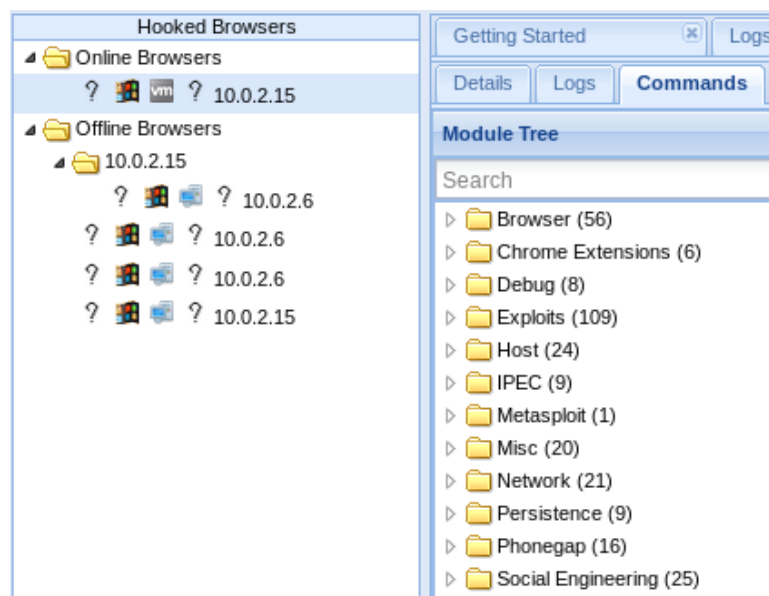 Hooked Browsers
Online Browsers
? vm ? 10.0.2.15
Offline Browsers
10.0.2.15
? ? 10.0.2.6
? ? 10.0.2.6
? ? 10.0.2.6
? ? 10.0.2.15
Getting Started Logs
Details Logs Commands
Module Tree
Search
Browser (56)
Chrome Extensions (6)
Debug (8)
Exploits (109)
Host (24)
IPEC (9)
Metasploit (1)
Misc (20)
Network (21)
Persistence (9)
Phonegap (16)
Social Engineering (25)